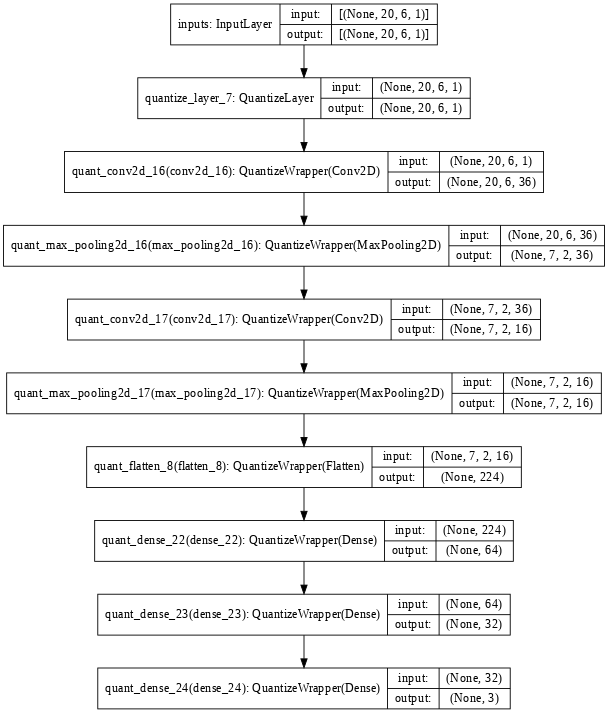 inputs: InputLayer
input: [(None, 20, 6, 1)]
output: [(None, 20, 6, 1)]
quantize_layer_7: QuantizeLayer
input: (None, 20, 6, 1)
output: (None, 20, 6, 1)
quant_conv2d_16(conv2d_16): QuantizeWrapper(Conv2D)
input: (None, 20, 6, 1)
output: (None, 20, 6, 36)
quant_max_pooling2d_16(max_pooling2d_16): QuantizeWrapper(MaxPooling2D)
input: (None, 20, 6, 36)
output: (None, 7, 2, 36)
quant_conv2d_17(conv2d_17): QuantizeWrapper(Conv2D)
input: (None, 7, 2, 36)
output: (None, 7, 2, 16)
quant_max_pooling2d_17(max_pooling2d_17): QuantizeWrapper(MaxPooling2D)
input: (None, 7, 2, 16)
output: (None, 7, 2, 16)
quant_flatten_8(flatten_8): QuantizeWrapper(Flatten)
input: (None, 7, 2, 16)
output: (None, 224)
quant_dense_22(dense_22): QuantizeWrapper(Dense)
input: (None, 224)
output: (None, 64)
quant_dense_23(dense_23): QuantizeWrapper(Dense)
input: (None, 64)
output: (None, 32)
quant_dense_24(dense_24): QuantizeWrapper(Dense)
input: (None, 32)
output: (None, 3)